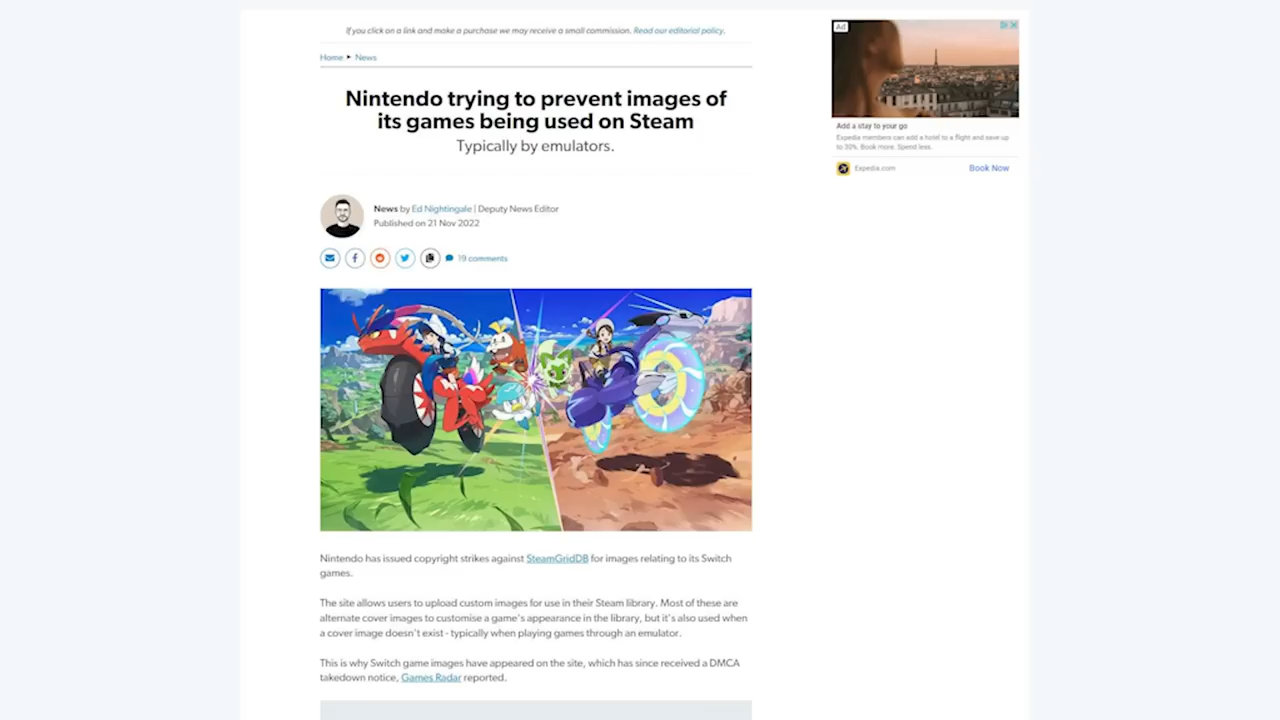 If you click on a link and make a purchase we may receive a small commission. Read our editorial policy.
Home ▸ News
Nintendo trying to prevent images of
its games being used on Steam
Typically by emulators.
News by Ed Nightingale | Deputy News Editor
Published on 21 Nov 2022
19 comments
Nintendo has issued copyright strikes against SteamGridDB for images relating to its Switch
games.
The site allows users to upload custom images for use in their Steam library. Most of these are
alternate cover images to customise a game's appearance in the library, but it's also used when
a cover image doesn't exist - typically when playing games through an emulator.
This is why Switch game images have appeared on the site, which has since received a DMCA
takedown notice, Games Radar reported.
Ad
Add a stay to your go
Expedia members can add a hotel to a flight and save up
to 30%. Book more. Spend less.
Expedia.com
Book Now